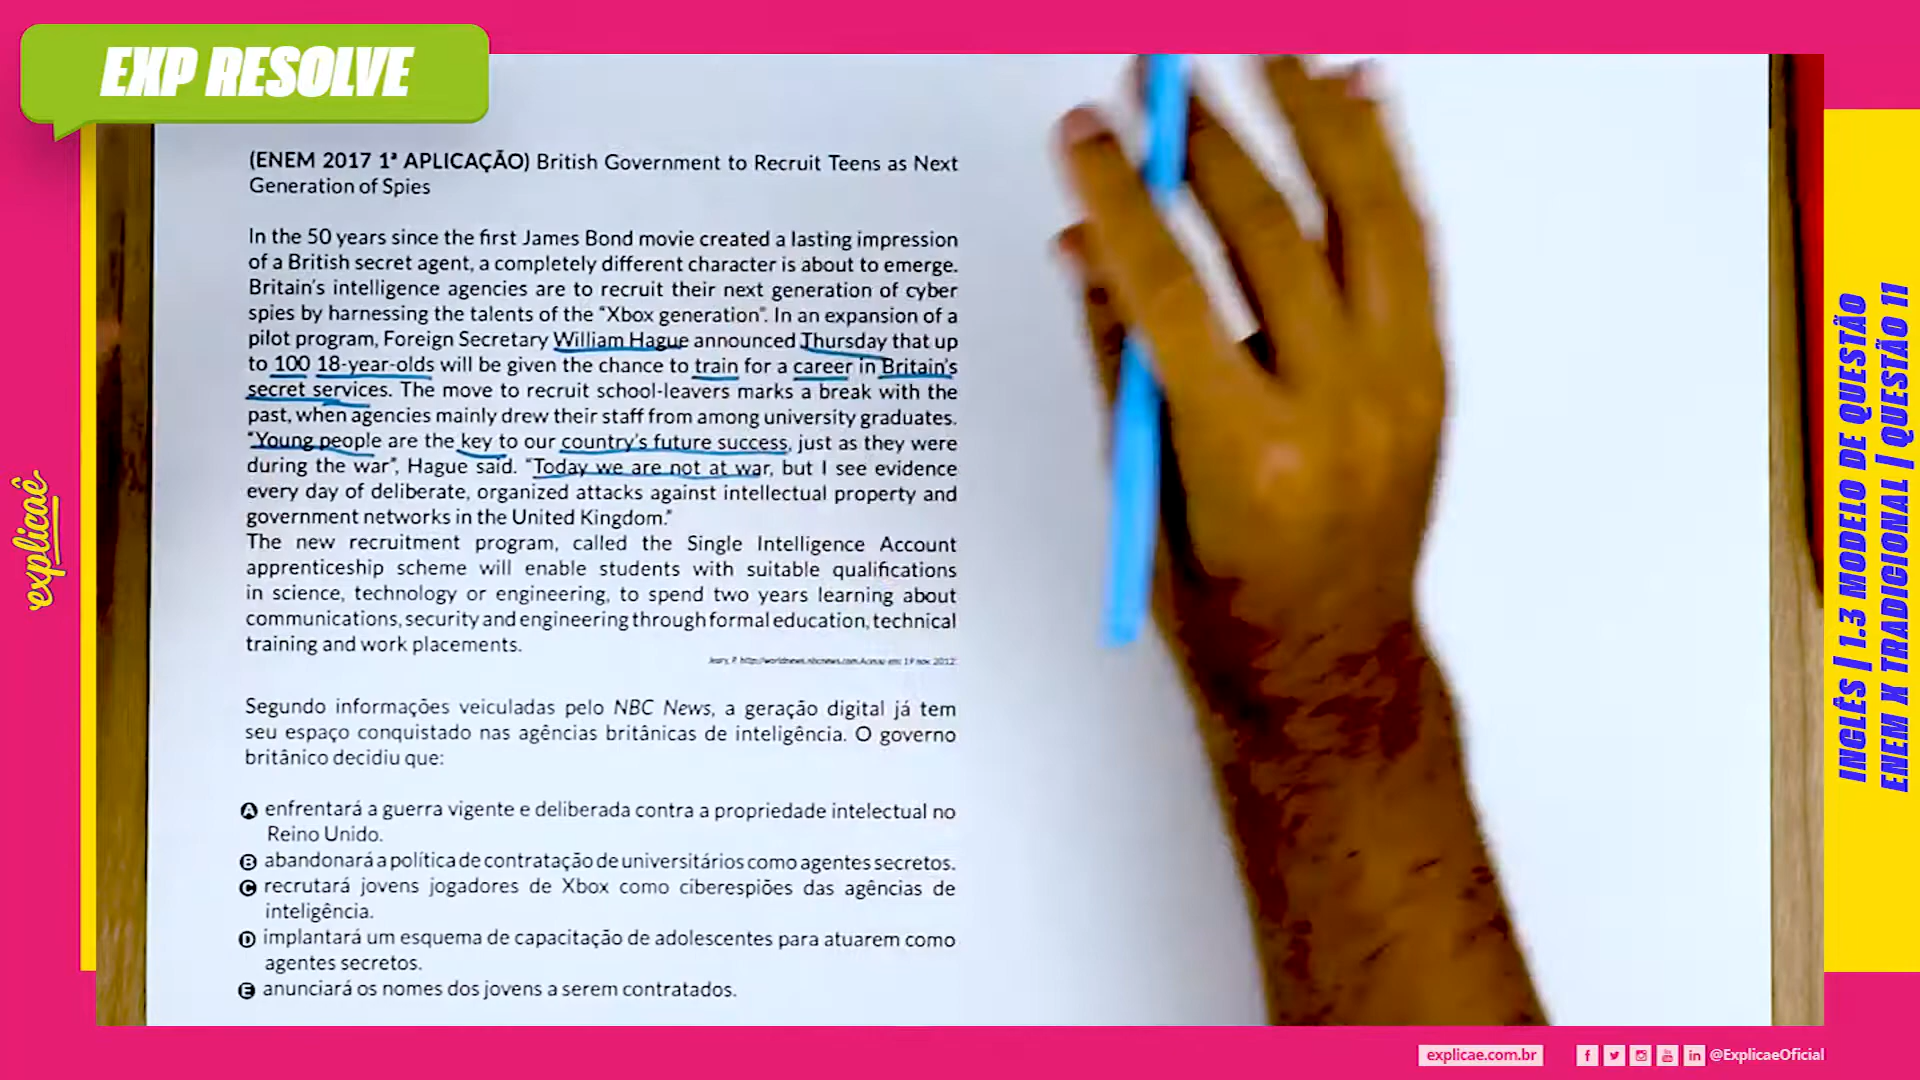 EXP RESOLVE
(ENEM 2017 1ª APLICAÇÃO) British Government to Recruit Teens as Next
Generation of Spies
In the 50 years since the first James Bond movie created a lasting impression
of a British secret agent, a completely different character is about to emerge.
Britain's intelligence agencies are to recruit their next generation of cyber
spies by harnessing the talents of the "Xbox generation". In an expansion of a
pilot program, Foreign Secretary William Hague announced Thursday that up
to 100 18-year-olds will be given the chance to train for a career in Britain's
secret services. The move to recruit school-leavers marks a break with the
past, when agencies mainly drew their staff from among university graduates.
"Young people are the key to our country's future success, just as they were
during the war", Hague said. "Today we are not at war, but I see evidence
every day of deliberate, organized attacks against intellectual property and
government networks in the United Kingdom."
The new recruitment program, called the Single Intelligence Account
apprenticeship scheme will enable students with suitable qualifications
in science, technology or engineering, to spend two years learning about
communications, security and engineering through formal education, technical
training and work placements.
http://worldnews.nbcnews.com Acesso em: 19 nov. 2012
Segundo informações veiculadas pelo NBC News, a geração digital já tem
seu espaço conquistado nas agências britânicas de inteligência. O governo
britânico decidiu que:
A enfrentará a guerra vigente e deliberada contra a propriedade intelectual no
Reino Unido.
B abandonará a política de contratação de universitários como agentes secretos.
C recrutará jovens jogadores de Xbox como ciberespiões das agências de
inteligência.
D implantará um esquema de capacitação de adolescentes para atuarem como
agentes secretos.
E anunciará os nomes dos jovens a serem contratados.
explicaê
INGLÊS | 1.3 MODELO DE QUESTÃO
ENEM X TRADICIONAL | QUESTÃO 11
explicae.com.br
@ExplicaeOficial